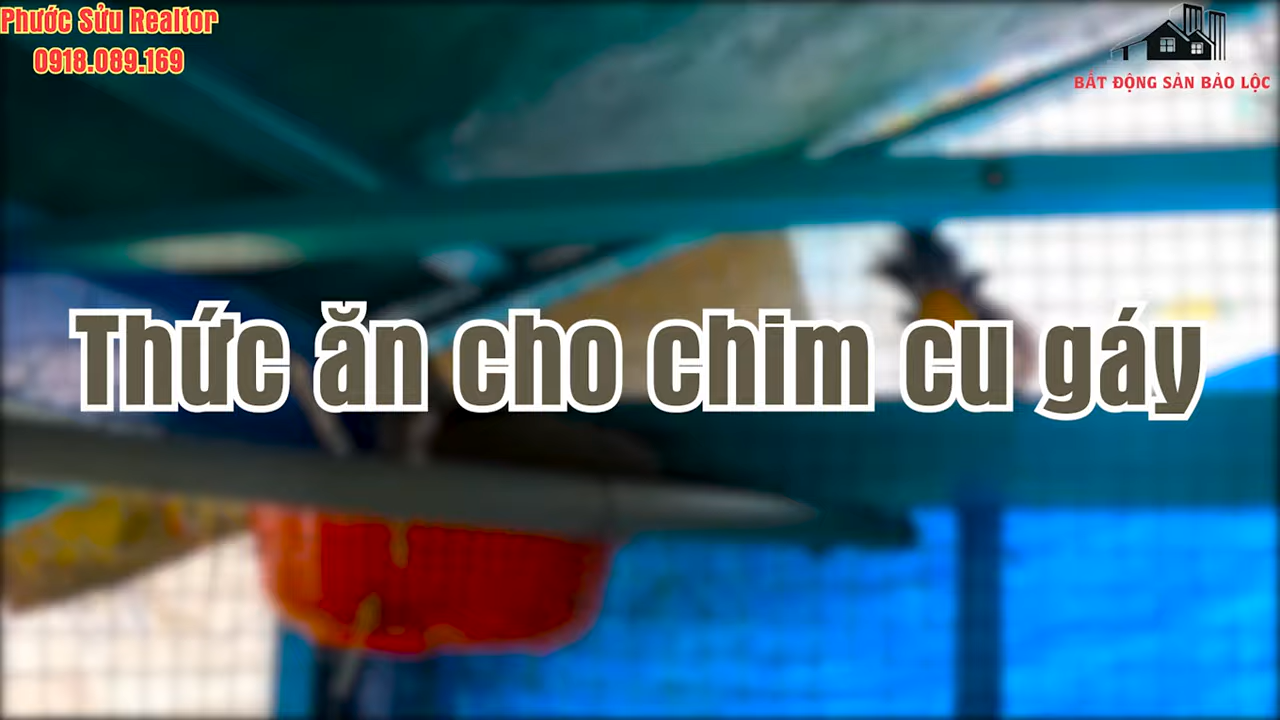 Phước Sửu Realtor
0918.089.169
BẤT ĐỘNG SẢN BẢO LỘC
Thức ăn cho chim cu gáy